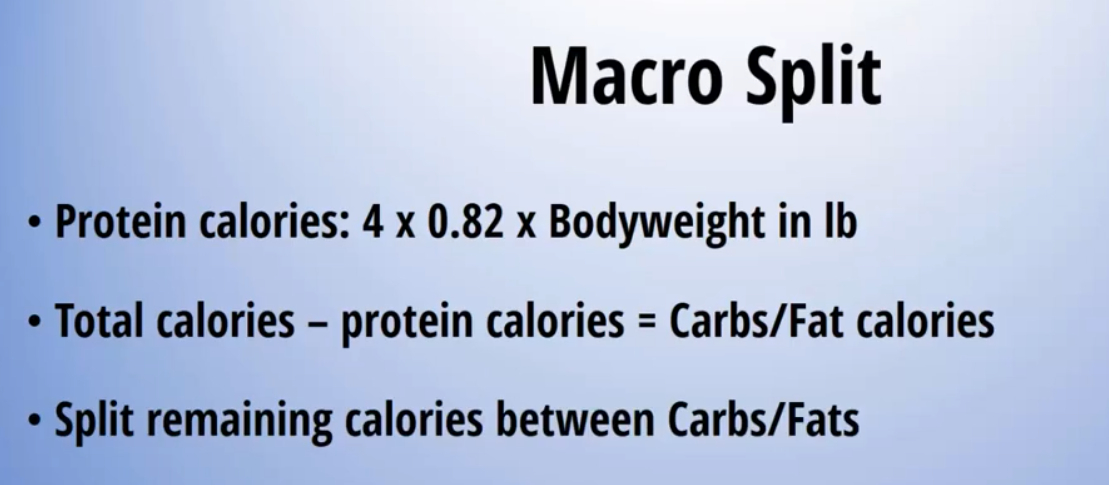 Macro Split
• Protein calories: 4 x 0.82 x Bodyweight in lb
• Total calories – protein calories = Carbs/Fat calories
• Split remaining calories between Carbs/Fats